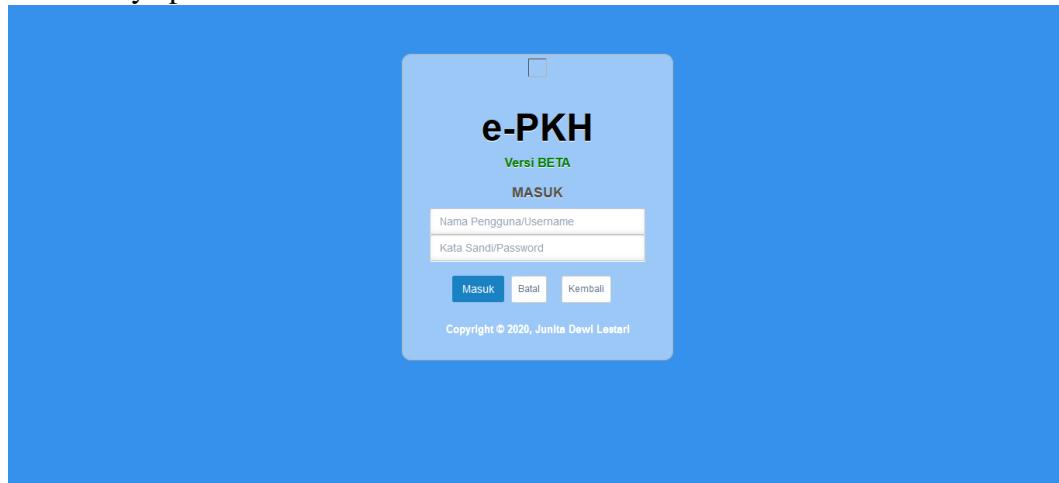 e-PKH
Versi BETA
MASUK
Nama Pengguna/Username
Kata Sandi/Password
Masuk Batal Kembali
Copyright © 2020, Junita Dewi Lestari